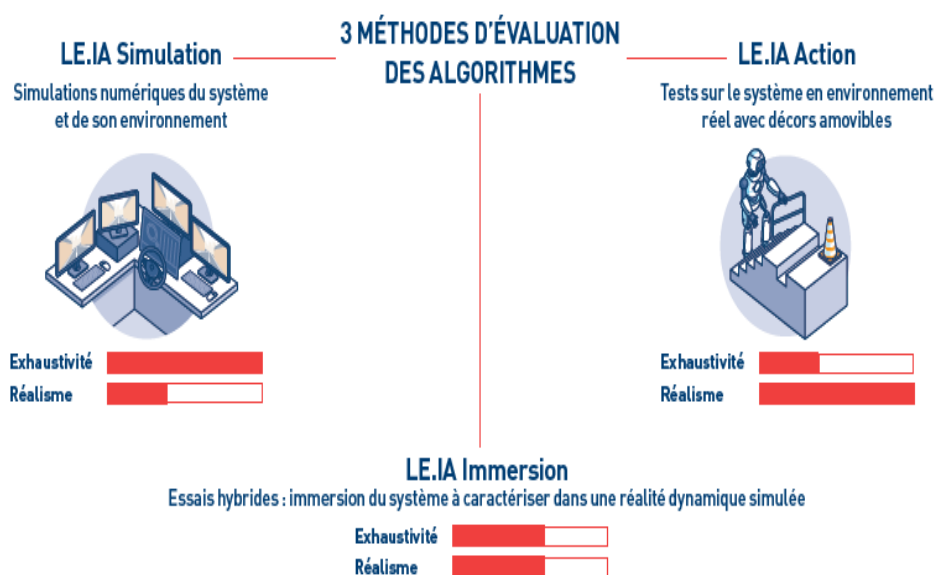 3 MÉTHODES D'ÉVALUATION
DES ALGORITHMES
LE.IA Simulation
Simulations numériques du système
et de son environnement
Exhaustivité
Réalisme
LE.IA Action
Tests sur le système en environnement
réel avec décors amovibles
Exhaustivité
Réalisme
LE.IA Immersion
Essais hybrides : immersion du système à caractériser dans une réalité dynamique simulée
Exhaustivité
Réalisme